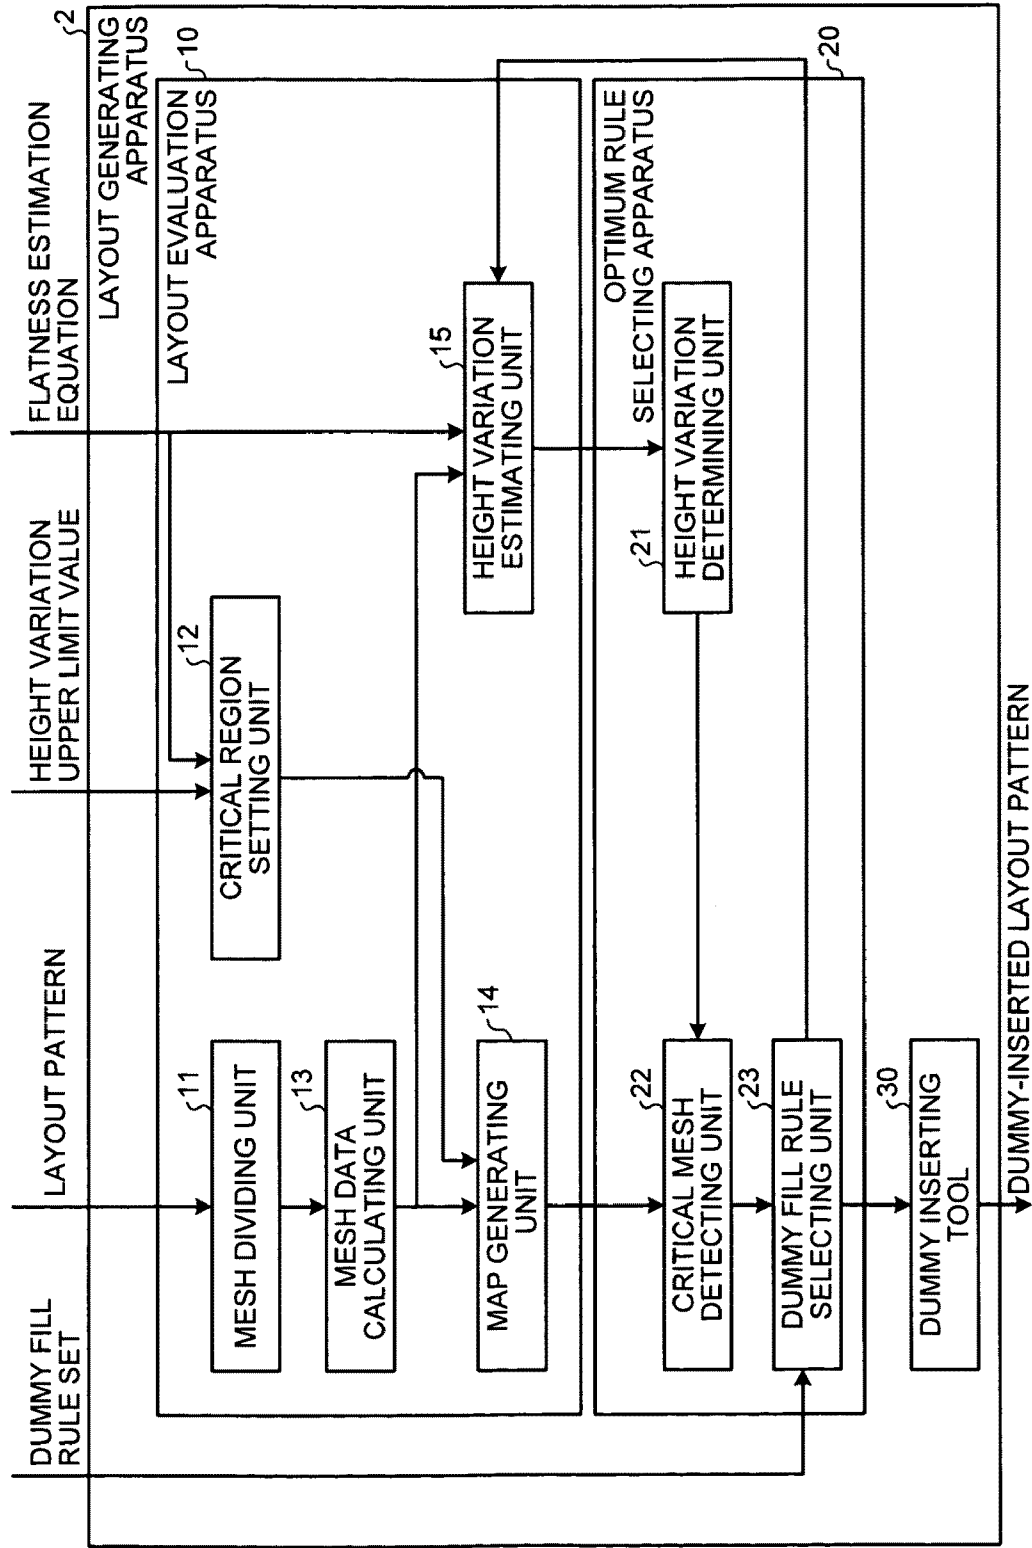 DUMMY FILL
RULE SET
LAYOUT PATTERN
HEIGHT VARIATION
UPPER LIMIT VALUE
FLATNESS ESTIMATION
EQUATION
2
LAYOUT GENERATING
APPARATUS
10
LAYOUT EVALUATION
APPARATUS
11
MESH DIVIDING UNIT
12
CRITICAL REGION
SETTING UNIT
13
MESH DATA
CALCULATING UNIT
14
MAP GENERATING
UNIT
15
HEIGHT VARIATION
ESTIMATING UNIT
20
OPTIMUM RULE
SELECTING APPARATUS
21
HEIGHT VARIATION
DETERMINING UNIT
22
CRITICAL MESH
DETECTING UNIT
23
DUMMY FILL RULE
SELECTING UNIT
30
DUMMY INSERTING
TOOL
DUMMY-INSERTED LAYOUT PATTERN